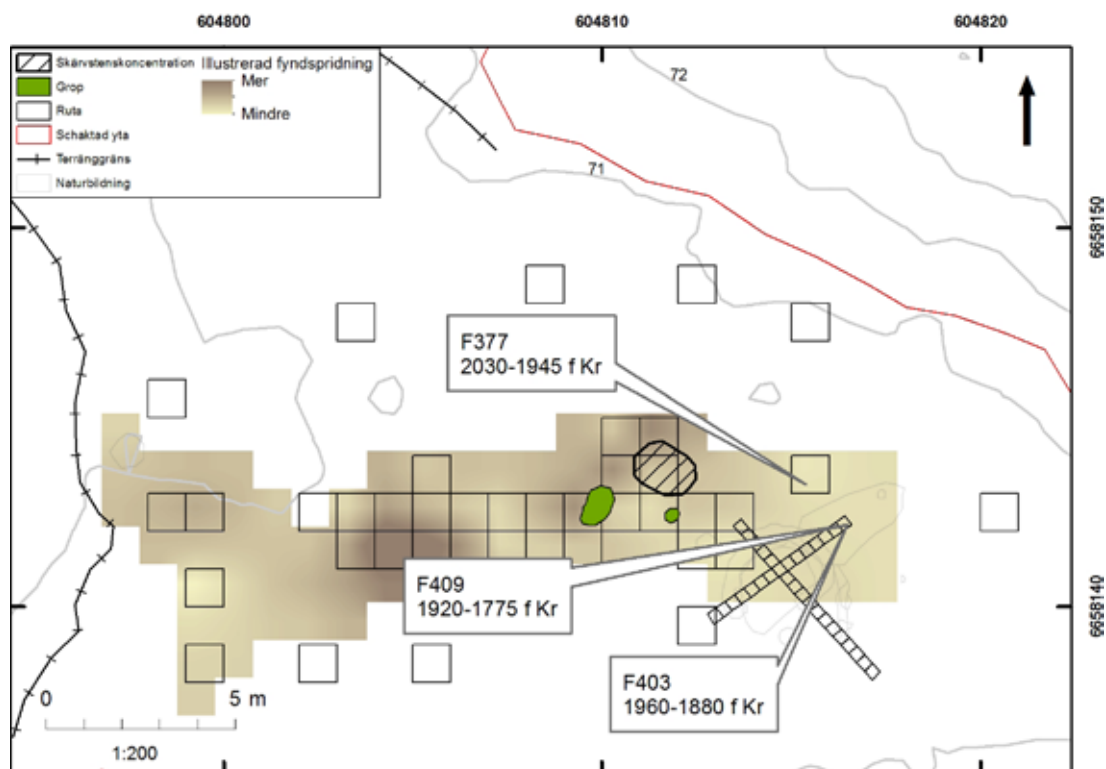 604800
604810
604820
Skärvstenskoncentration
Grop
Ruta
Schaktad yta
Terränggräns
Naturbildning
Illustrerad fyndspridning
Mer
Mindre
72
71
6658150
F377
2030-1945 f Kr
F409
1920-1775 f Kr
F403
1960-1880 f Kr
6658140
0 5 m
1:200